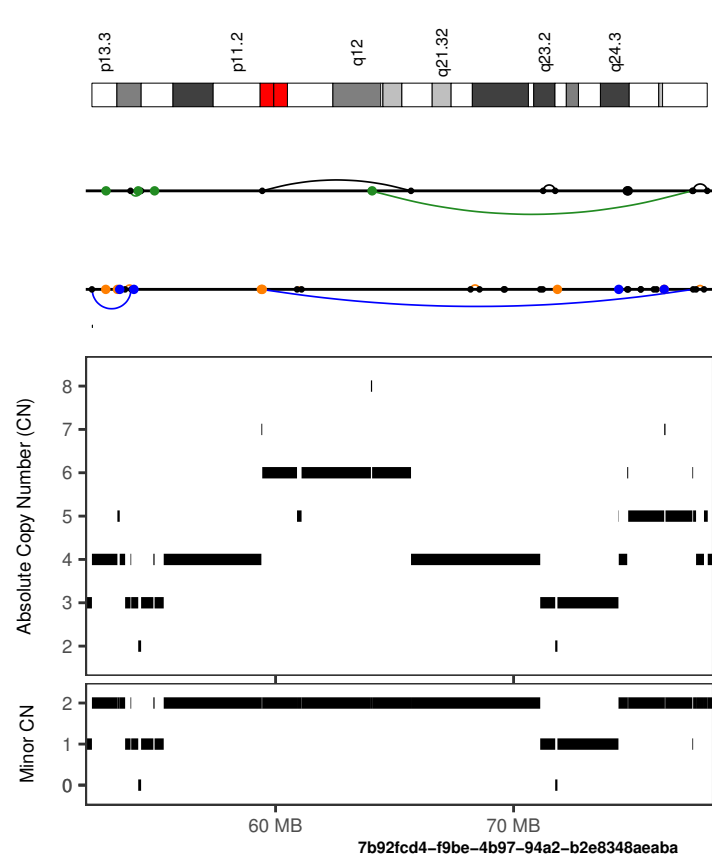 p13.3
p11.2
q12
q21.32
q23.2
q24.3
Absolute Copy Number (CN)
8
7
6
5
4
3
2
Minor CN
2
1
0
60 MB
70 MB
7b92fcd4−f9be−4b97−94a2−b2e8348aeaba